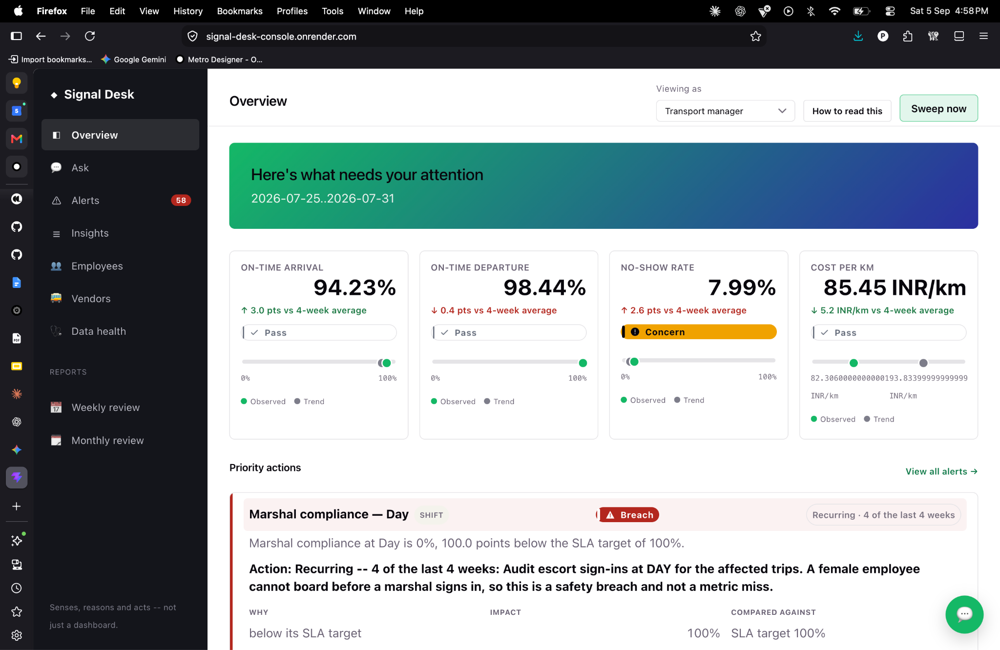 Firefox File Edit View History Bookmarks Profiles Tools Window Help Sat 5 Sep 4:58 PM
signal-desk-console.onrender.com
Import bookmarks... Google Gemini Metro Designer - O...
Signal Desk
Overview
Ask
Alerts 58
Insights
Employees
Vendors
Data health
REPORTS
Weekly review
Monthly review
Senses, reasons and acts -- not
just a dashboard.
Overview
Viewing as
Transport manager
How to read this
Sweep now
Here's what needs your attention
2026-07-25..2026-07-31
ON-TIME ARRIVAL
94.23%
↑ 3.0 pts vs 4-week average
✓ Pass
0% 100%
Observed Trend
ON-TIME DEPARTURE
98.44%
↓ 0.4 pts vs 4-week average
✓ Pass
0% 100%
Observed Trend
NO-SHOW RATE
7.99%
↑ 2.6 pts vs 4-week average
Concern
0% 100%
Observed Trend
COST PER KM
85.45 INR/km
↓ 5.2 INR/km vs 4-week average
✓ Pass
82.3060000000000193.83399999999999
INR/km INR/km
Observed Trend
Priority actions
View all alerts →
Marshal compliance — Day SHIFT Breach Recurring · 4 of the last 4 weeks
Marshal compliance at Day is 0%, 100.0 points below the SLA target of 100%.
Action: Recurring -- 4 of the last 4 weeks: Audit escort sign-ins at DAY for the affected trips. A female employee
cannot board before a marshal signs in, so this is a safety breach and not a metric miss.
WHY IMPACT COMPARED AGAINST
below its SLA target 100% SLA target 100%